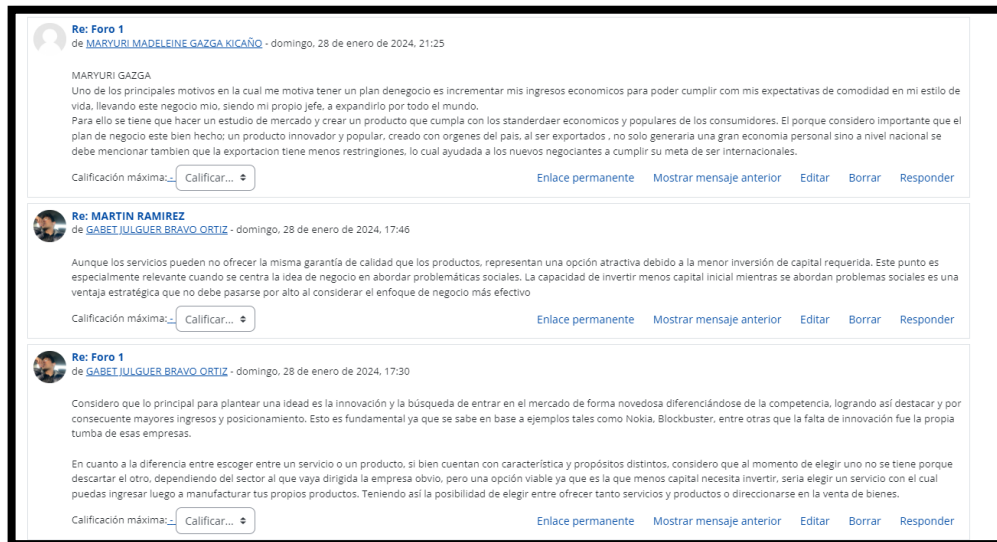 Re: Foro 1
de MARYURI MADELEINE GAZGA KICAÑO - domingo, 28 de enero de 2024, 21:25
MARYURI GAZGA
Uno de los principales motivos en la cual me motiva tener un plan denegocio es incrementar mis ingresos economicos para poder cumplir com mis expectativas de comodidad en mi estilo de
vida, llevando este negocio mio, siendo mi propio jefe, a expandirlo por todo el mundo.
Para ello se tiene que hacer un estudio de mercado y crear un producto que cumpla con los standerdaer economicos y populares de los consumidores. El porque considero importante que el
plan de negocio este bien hecho; un producto innovador y popular, creado con orgenes del pais, al ser exportados , no solo generaria una gran economia personal sino a nivel nacional se
debe mencionar tambien que la exportacion tiene menos restringiones, lo cual ayudada a los nuevos negociantes a cumplir su meta de ser internacionales.
Calificación máxima: - Calificar...
Enlace permanente Mostrar mensaje anterior Editar Borrar Responder
Re: MARTIN RAMIREZ
de GABET JULGUER BRAVO ORTIZ - domingo, 28 de enero de 2024, 17:46
Aunque los servicios pueden no ofrecer la misma garantía de calidad que los productos, representan una opción atractiva debido a la menor inversión de capital requerida. Este punto es
especialmente relevante cuando se centra la idea de negocio en abordar problemáticas sociales. La capacidad de invertir menos capital inicial mientras se abordan problemas sociales es una
ventaja estratégica que no debe pasarse por alto al considerar el enfoque de negocio más efectivo
Calificación máxima: - Calificar...
Enlace permanente Mostrar mensaje anterior Editar Borrar Responder
Re: Foro 1
de GABET JULGUER BRAVO ORTIZ - domingo, 28 de enero de 2024, 17:30
Considero que lo principal para plantear una idead es la innovación y la búsqueda de entrar en el mercado de forma novedosa diferenciándose de la competencia, logrando así destacar y por
consecuente mayores ingresos y posicionamiento. Esto es fundamental ya que se sabe en base a ejemplos tales como Nokia, Blockbuster, entre otras que la falta de innovación fue la propia
tumba de esas empresas.
En cuanto a la diferencia entre escoger entre un servicio o un producto, si bien cuentan con característica y propósitos distintos, considero que al momento de elegir uno no se tiene porque
descartar el otro, dependiendo del sector al que vaya dirigida la empresa obvio, pero una opción viable ya que es la que menos capital necesita invertir, seria elegir un servicio con el cual
puedas ingresar luego a manufacturar tus propios productos. Teniendo así la posibilidad de elegir entre ofrecer tanto servicios y productos o direccionarse en la venta de bienes.
Calificación máxima: - Calificar...
Enlace permanente Mostrar mensaje anterior Editar Borrar Responder